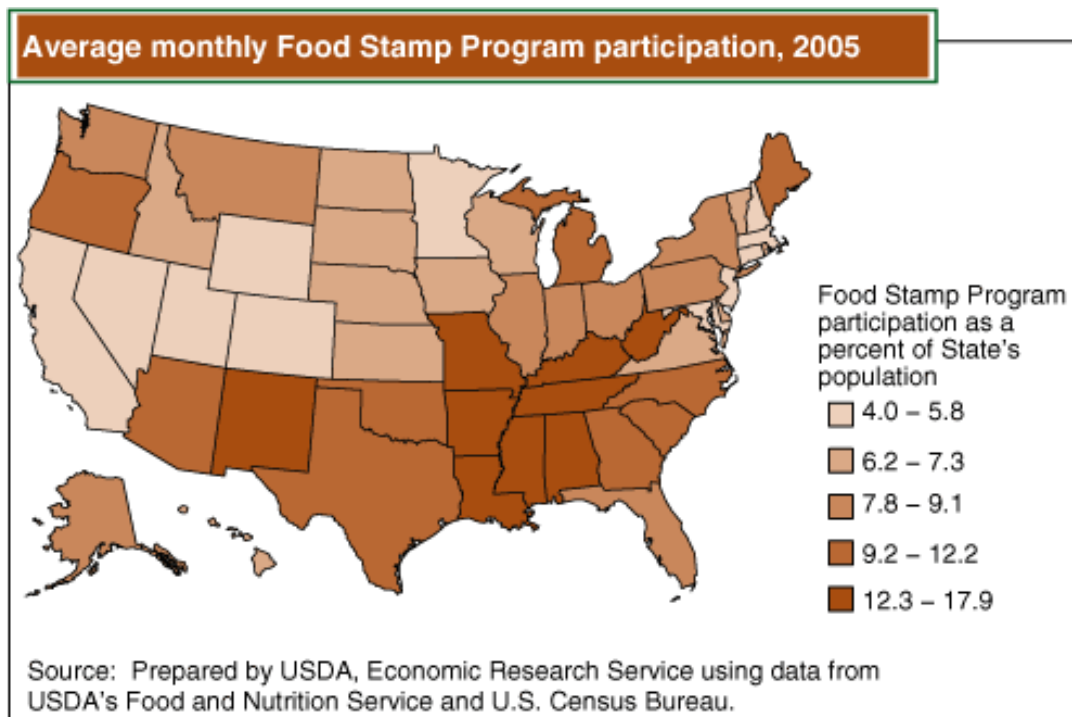 Average monthly Food Stamp Program participation, 2005
Food Stamp Program
participation as a
percent of State's
population
4.0 – 5.8
6.2 – 7.3
7.8 – 9.1
9.2 – 12.2
12.3 – 17.9
Source: Prepared by USDA, Economic Research Service using data from
USDA's Food and Nutrition Service and U.S. Census Bureau.